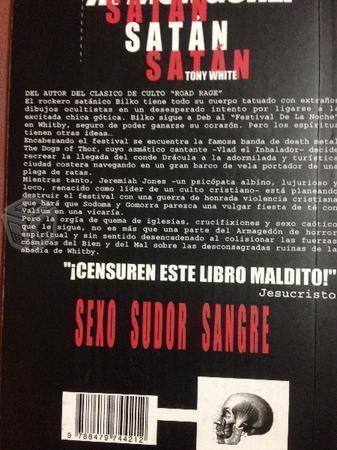 SATÁN
SATÁN
SATÁN
TONY WHITE
DEL AUTOR DEL CLASICO DE CULTO "ROAD RAGE"
El rockero satánico Bilko tiene todo su cuerpo tatuado con extraños
dibujos ocultistas en un desesperado intento por ligarse a la
excitada chica gótica. Bilko sigue a Deb al "Festival De La Noche"
en Whitby, seguro de poder ganarse su corazón. Pero los espíritus
tienen otras ideas…
Encabezando el festival se encuentra la famosa banda de death metal
The Dogs of Thor, cuyo asmático cantante -Vlad el Inhalador- decide
recrear la llegada del conde Drácula a la adormilada y turística
ciudad costera navegando en un gran barco de vela portador de una
plaga de ratas.
Mientras tanto, Jeremiah Jones -un psicópata albino, lujurioso y
loco, renacido como líder de un culto cristiano- está planeando
destruir el festival con una guerra de honrada violencia cristiana
que hará que Sodoma y Gomorra parezca una vulgar fiesta de té con
Valium en una vicaría.
Pero la orgía de quema de iglesias, crucifixiones y sexo caótico
que le sigue, no es más que una parte del Armagedón de horror
espiritual y sin sentido desencadenado al colisionar las fuerzas
cósmicas del Bien y del Mal sobre las desconsagradas ruinas de la
abadía de Whitby.
"¡CENSUREN ESTE LIBRO MALDITO!"
Jesucristo
SEXO SUDOR SANGRE
9 788479 744212